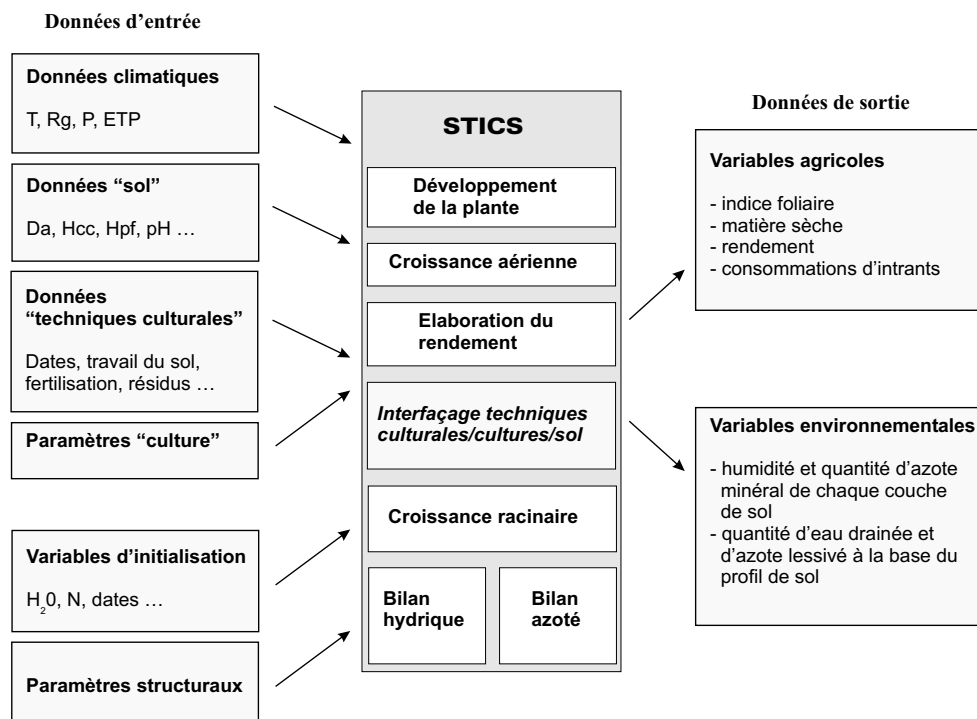 Données d'entrée
Données climatiques
T, Rg, P, ETP
Données “sol”
Da, Hcc, Hpf, pH …
Données
“techniques culturales”
Dates, travail du sol,
fertilisation, résidus …
Paramètres “culture”
Variables d'initialisation
H₂0, N, dates …
Paramètres structuraux
STICS
Développement
de la plante
Croissance aérienne
Elaboration du
rendement
Interfaçage techniques
culturales/cultures/sol
Croissance racinaire
Bilan
hydrique
Bilan
azoté
Données de sortie
Variables agricoles
- indice foliaire
- matière sèche
- rendement
- consommations d'intrants
Variables environnementales
- humidité et quantité d'azote
minéral de chaque couche
de sol
- quantité d'eau drainée et
d'azote lessivé à la base du
profil de sol